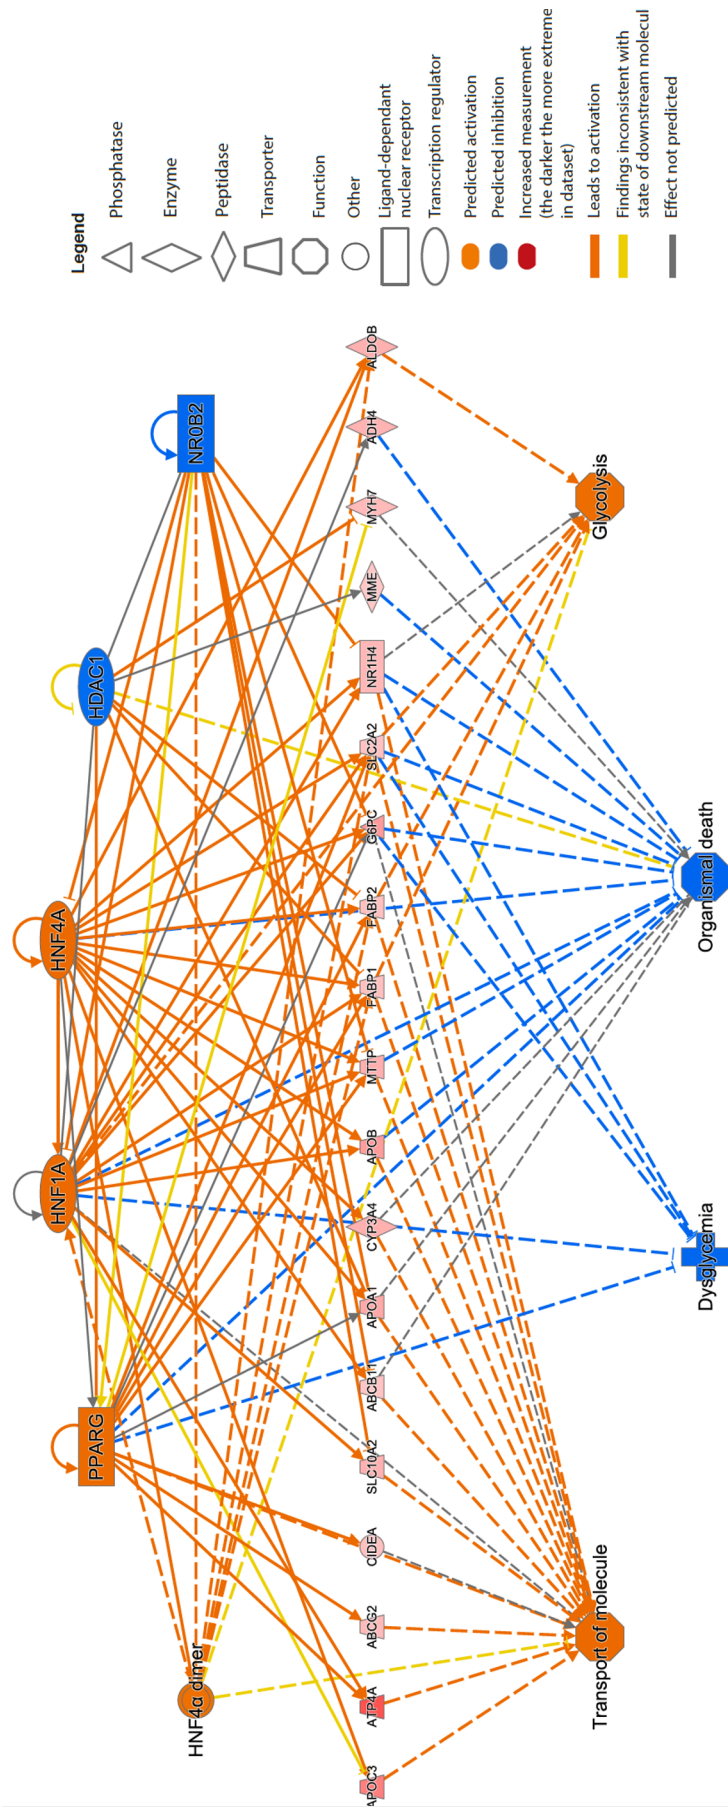 Legend
Phosphatase
Enzyme
Peptidase
Transporter
Function
Other
Ligand-dependant
nuclear receptor
Transcription regulator
Predicted activation
Predicted inhibition
Increased measurement
(the darker the more extreme
in dataset)
Leads to activation
Findings inconsistent with
state of downstream molecul
Effect not predicted
HNF4α dimer
PPARG
HNF1A
HNF4A
HDAC1
NR0B2
APOC3
ATP4A
ABCG2
CIDEA
SLC10A2
ABCB11
APOA1
CYP3A4
APOB
MTTP
FABP1
FABP2
G6PC
SLC2A2
NR1H4
MME
MYH7
ADH4
ALDOB
Transport of molecule
Dysglycemia
Organismal death
Glycolysis